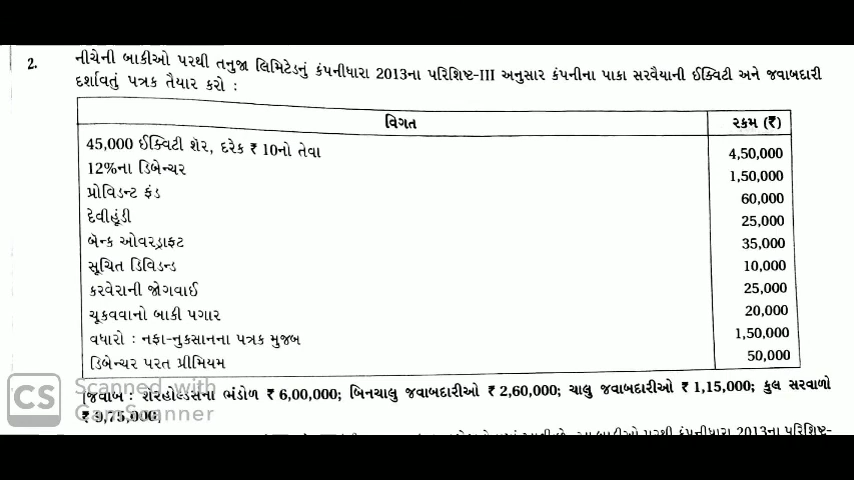 2. નીચેની બાકીઓ પરથી તનુજા લિમિટેડનું કંપનીધારા 2013ના પરિશિષ્ટ-III અનુસાર કંપનીના પાકા સરવૈયાની ઈક્વિટી અને જવાબદારી
દર્શાવતું પત્રક તૈયાર કરો :
વિગત રકમ (₹)
45,000 ઈક્વિટી શૅર, દરેક ₹ 10નો તેવા 4,50,000
12%ના ડિબેન્ચર 1,50,000
પ્રોવિડન્ટ ફંડ 60,000
દેવીહૂંડી 25,000
બૅન્ક ઓવરડ્રાફ્ટ 35,000
સૂચિત ડિવિડન્ડ 10,000
કરવેરાની જોગવાઈ 25,000
ચૂકવવાનો બાકી પગાર 20,000
વધારો : નફા-નુકસાનના પત્રક મુજબ 1,50,000
ડિબેન્ચર પરત પ્રીમિયમ 50,000
[જવાબ : શૅરહોલ્ડર્સના ભંડોળ ₹ 6,00,000; બિનચાલુ જવાબદારીઓ ₹ 2,60,000; ચાલુ જવાબદારીઓ ₹ 1,15,000; કુલ સરવાળો
₹ 9,75,000]
CS Scanned with
CamScanner
2013ના પરિશિષ્ટ-